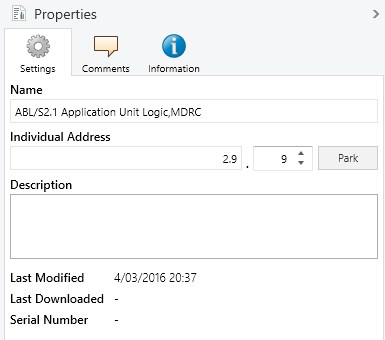 Properties
Settings Comments Information
Name
ABL/S2.1 Application Unit Logic,MDRC
Individual Address
2.9 . 9 Park
Description
Last Modified 4/03/2016 20:37
Last Downloaded -
Serial Number -